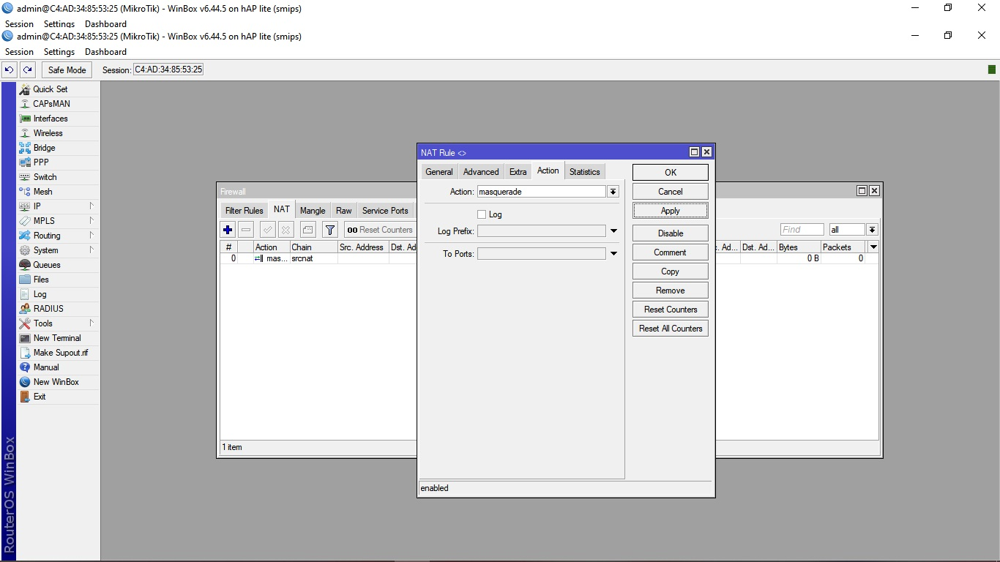 admin@C4:AD:34:85:53:25 (MikroTik) - WinBox v6.44.5 on hAP lite (smips)
Session Settings Dashboard
admin@C4:AD:34:85:53:25 (MikroTik) - WinBox v6.44.5 on hAP lite (smips)
Session Settings Dashboard
Safe Mode Session: C4:AD:34:85:53:25
Quick Set
CAPsMAN
Interfaces
Wireless
Bridge
PPP
Switch
Mesh
IP
MPLS
Routing
System
Queues
Files
Log
RADIUS
Tools
New Terminal
Make Supout.rif
Manual
New WinBox
Exit
RouterOS WinBox
Firewall
Filter Rules NAT Mangle Raw Service Ports
00 Reset Counters
Find all
# Action Chain Src. Address Dst. Ad
. Ad... Dst. Ad... Bytes Packets
0 mas... srcnat 0 B 0
1 item
NAT Rule <>
General Advanced Extra Action Statistics
Action: masquerade
Log
Log Prefix:
To Ports:
OK
Cancel
Apply
Disable
Comment
Copy
Remove
Reset Counters
Reset All Counters
enabled